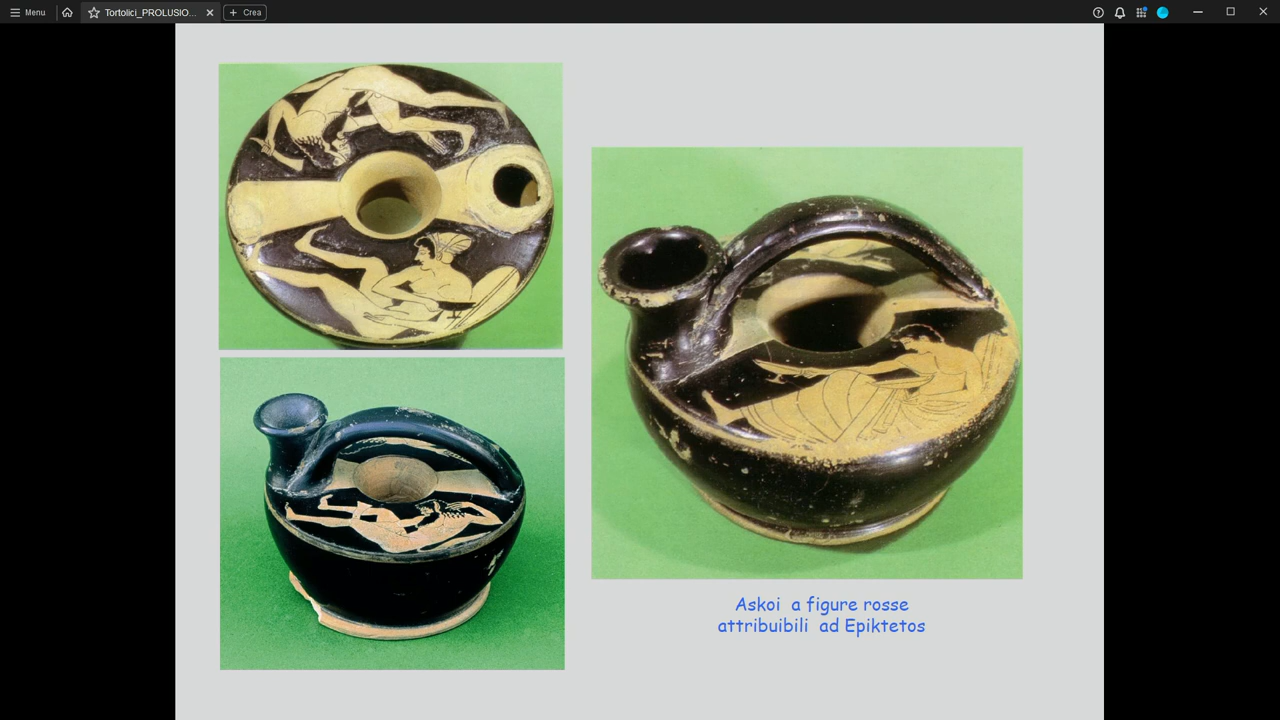 Menu
Tortolici_PROLUSIO...
Crea
Askoi a figure rosse
attribuibili ad Epiktetos